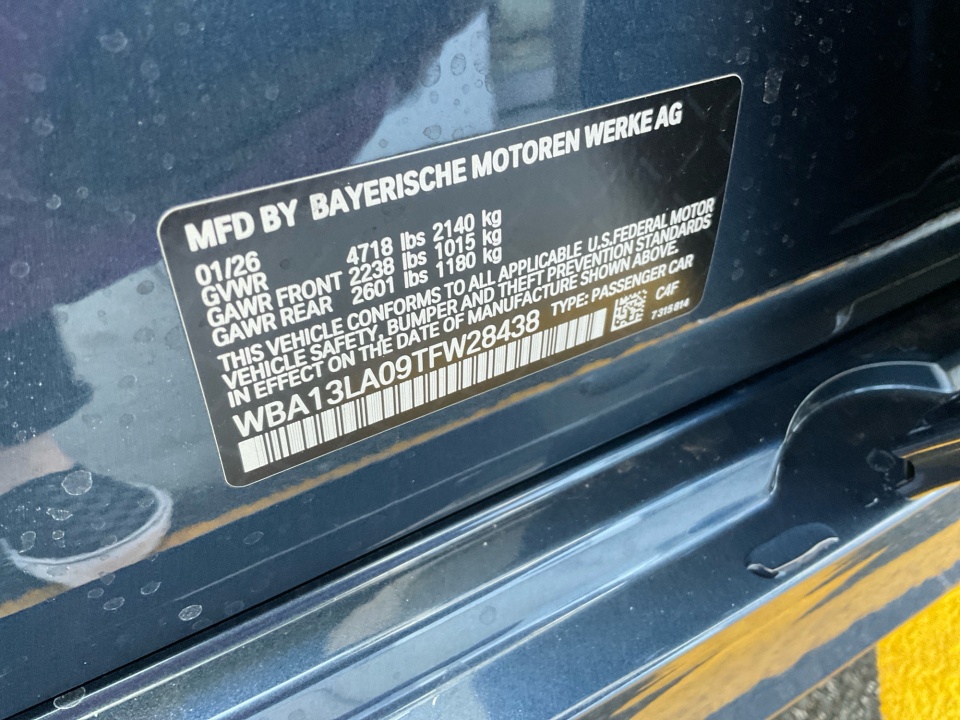 MFD BY BAYERISCHE MOTOREN WERKE AG
01/26
GVWR 4718 lbs 2140 kg
GAWR FRONT 2238 lbs 1015 kg
GAWR REAR 2601 lbs 1180 kg
THIS VEHICLE CONFORMS TO ALL APPLICABLE U.S.FEDERAL MOTOR
VEHICLE SAFETY, BUMPER AND THEFT PREVENTION STANDARDS
IN EFFECT ON THE DATE OF MANUFACTURE SHOWN ABOVE.
WBA13LA09TFW28438 TYPE: PASSENGER CAR
C4F
7315814